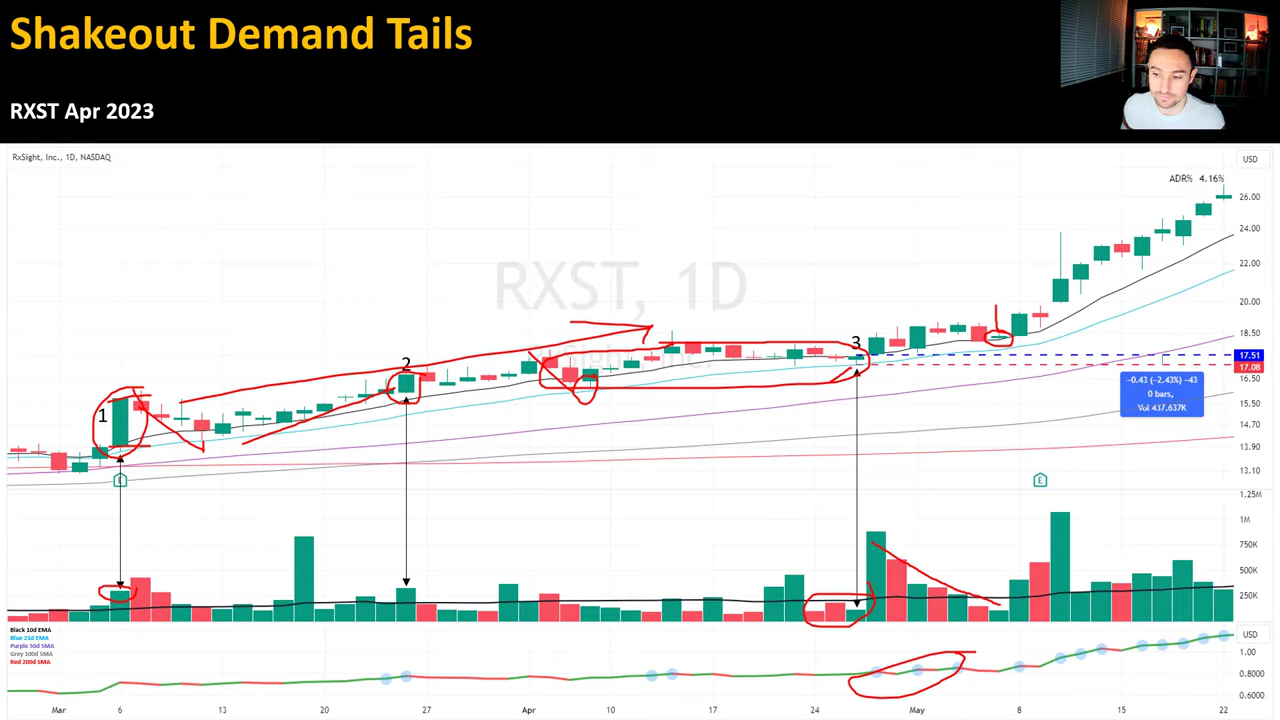 Shakeout Demand Tails
RXST Apr 2023
RxSight, Inc., 1D, NASDAQ
USD
ADR% 4.16%
26.00
24.00
RXST, 1D
22.00
20.00
18.50
3
17.51
2
17.08
16.50
−0.43 (−2.43%) −43
0 bars,
Vol 437.637K
1
15.50
14.70
13.90
13.10
E
E
1.25M
1M
750K
500K
250K
Black 10d EMA
Blue 21d EMA
Purple 50d SMA
Grey 100d SMA
Red 200d SMA
USD
1.00
0.80
0.6000
Mar 6 13 20 27 Apr 10 17 24 May 8 15 22